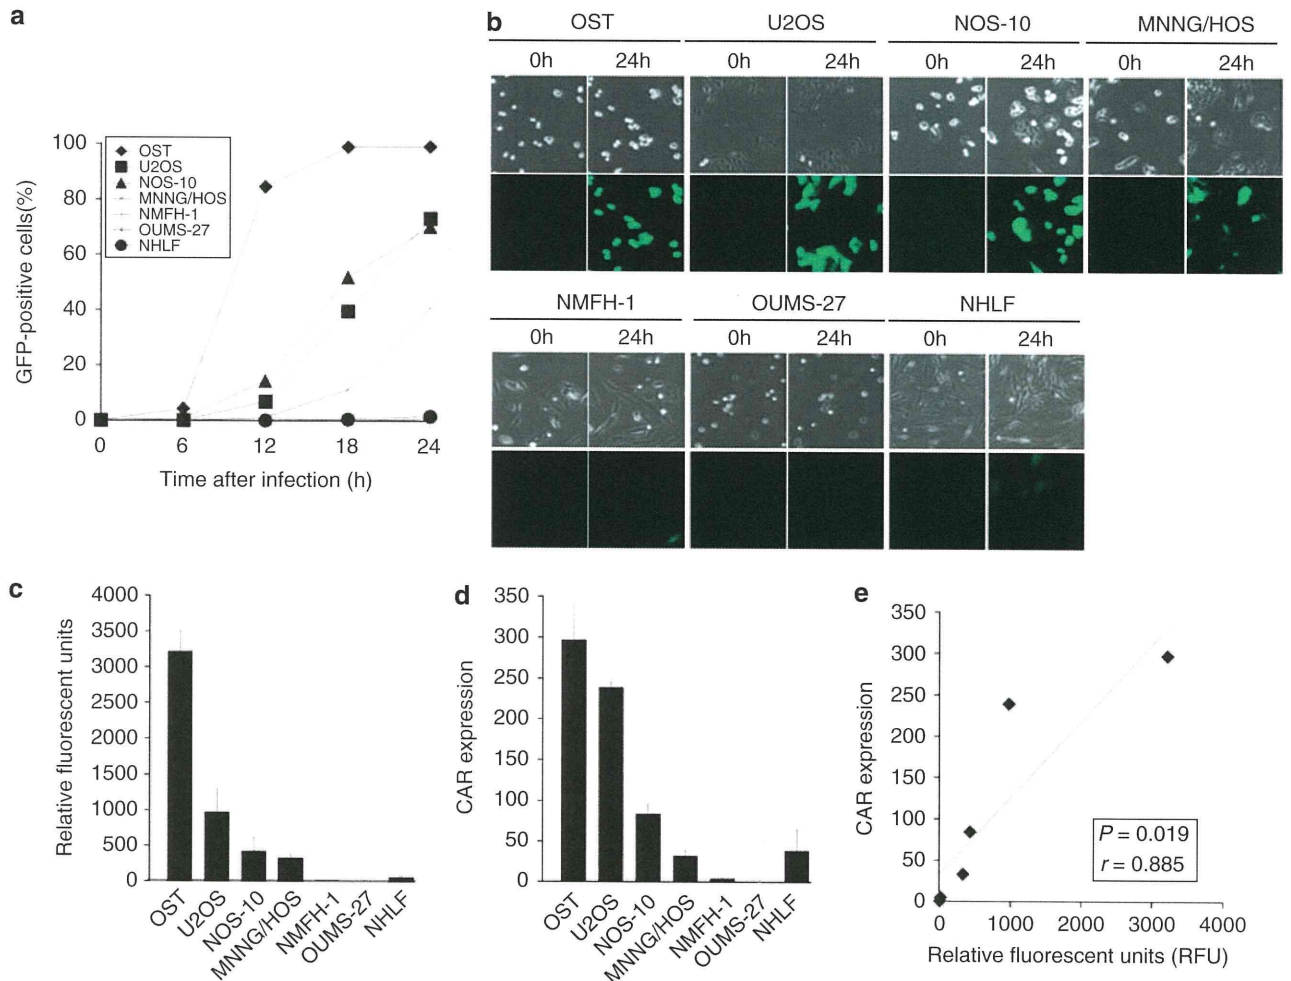 a
GFP-positive cells(%)
100
80
60
40
20
0
OST
U2OS
NOS-10
MNNG/HOS
NMFH-1
OUMS-27
NHLF
0 6 12 18 24
Time after infection (h)
b
OST U2OS NOS-10 MNNG/HOS
0h 24h 0h 24h 0h 24h 0h 24h
NMFH-1 OUMS-27 NHLF
0h 24h 0h 24h 0h 24h
c
Relative fluorescent units
4000
3500
3000
2500
2000
1500
1000
500
0
OST U2OS NOS-10 MNNG/HOS NMFH-1 OUMS-27 NHLF
d
CAR expression
350
300
250
200
150
100
50
0
OST U2OS NOS-10 MNNG/HOS NMFH-1 OUMS-27 NHLF
e
CAR expression
350
300
250
200
150
100
50
0
P = 0.019
r = 0.885
0 1000 2000 3000 4000
Relative fluorescent units (RFU)